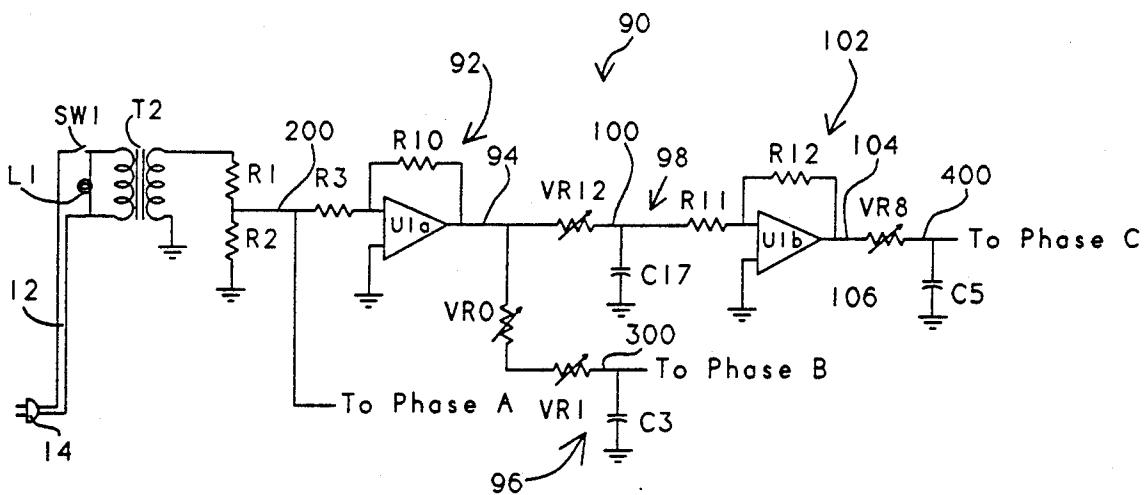 90
92
102
SW1
T2
200
R10
94
100
98
R12
104
400
L1
R1
R3
VR12
R11
VR8
U1a
U1b
To Phase C
R2
C17
106
C5
12
VR0
300
To Phase B
To Phase A
VR1
C3
14
96